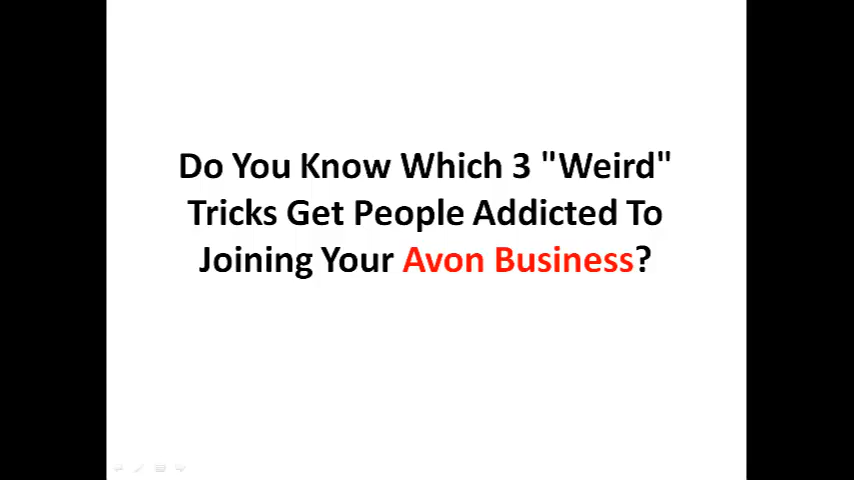 Do You Know Which 3 "Weird"
Tricks Get People Addicted To
Joining Your Avon Business?